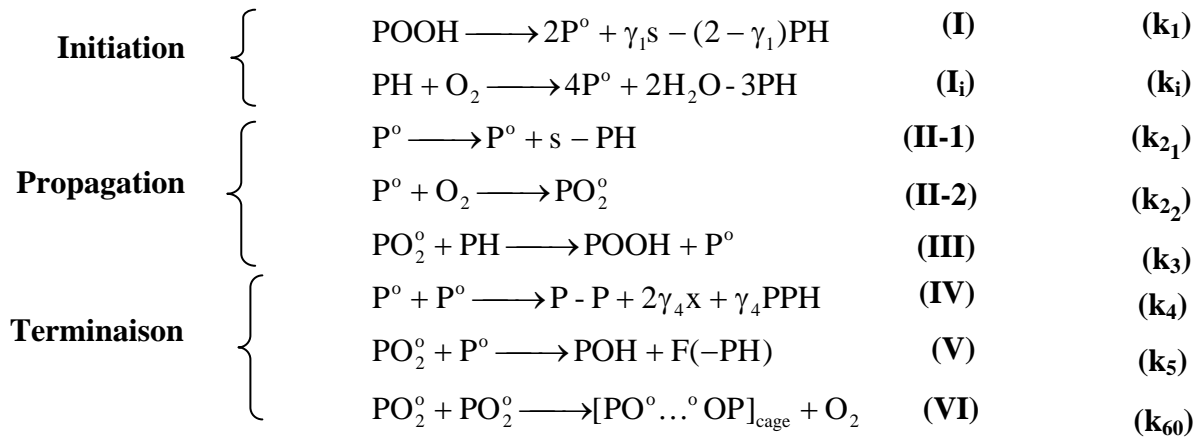 POOH ⟶ 2P° + γ₁s − (2 − γ₁)PH (I) (k₁)
Initiation
PH + O₂ ⟶ 4P° + 2H₂O - 3PH (Iᵢ) (kᵢ)
P° ⟶ P° + s − PH (II-1) (k₂₁)
Propagation
P° + O₂ ⟶ PO₂° (II-2) (k₂₂)
PO₂° + PH ⟶ POOH + P° (III) (k₃)
P° + P° ⟶ P - P + 2γ₄x + γ₄PPH (IV) (k₄)
Terminaison
PO₂° + P° ⟶ POH + F(−PH) (V) (k₅)
PO₂° + PO₂° ⟶ [PO°…°OP]cage + O₂ (VI) (k₆₀)